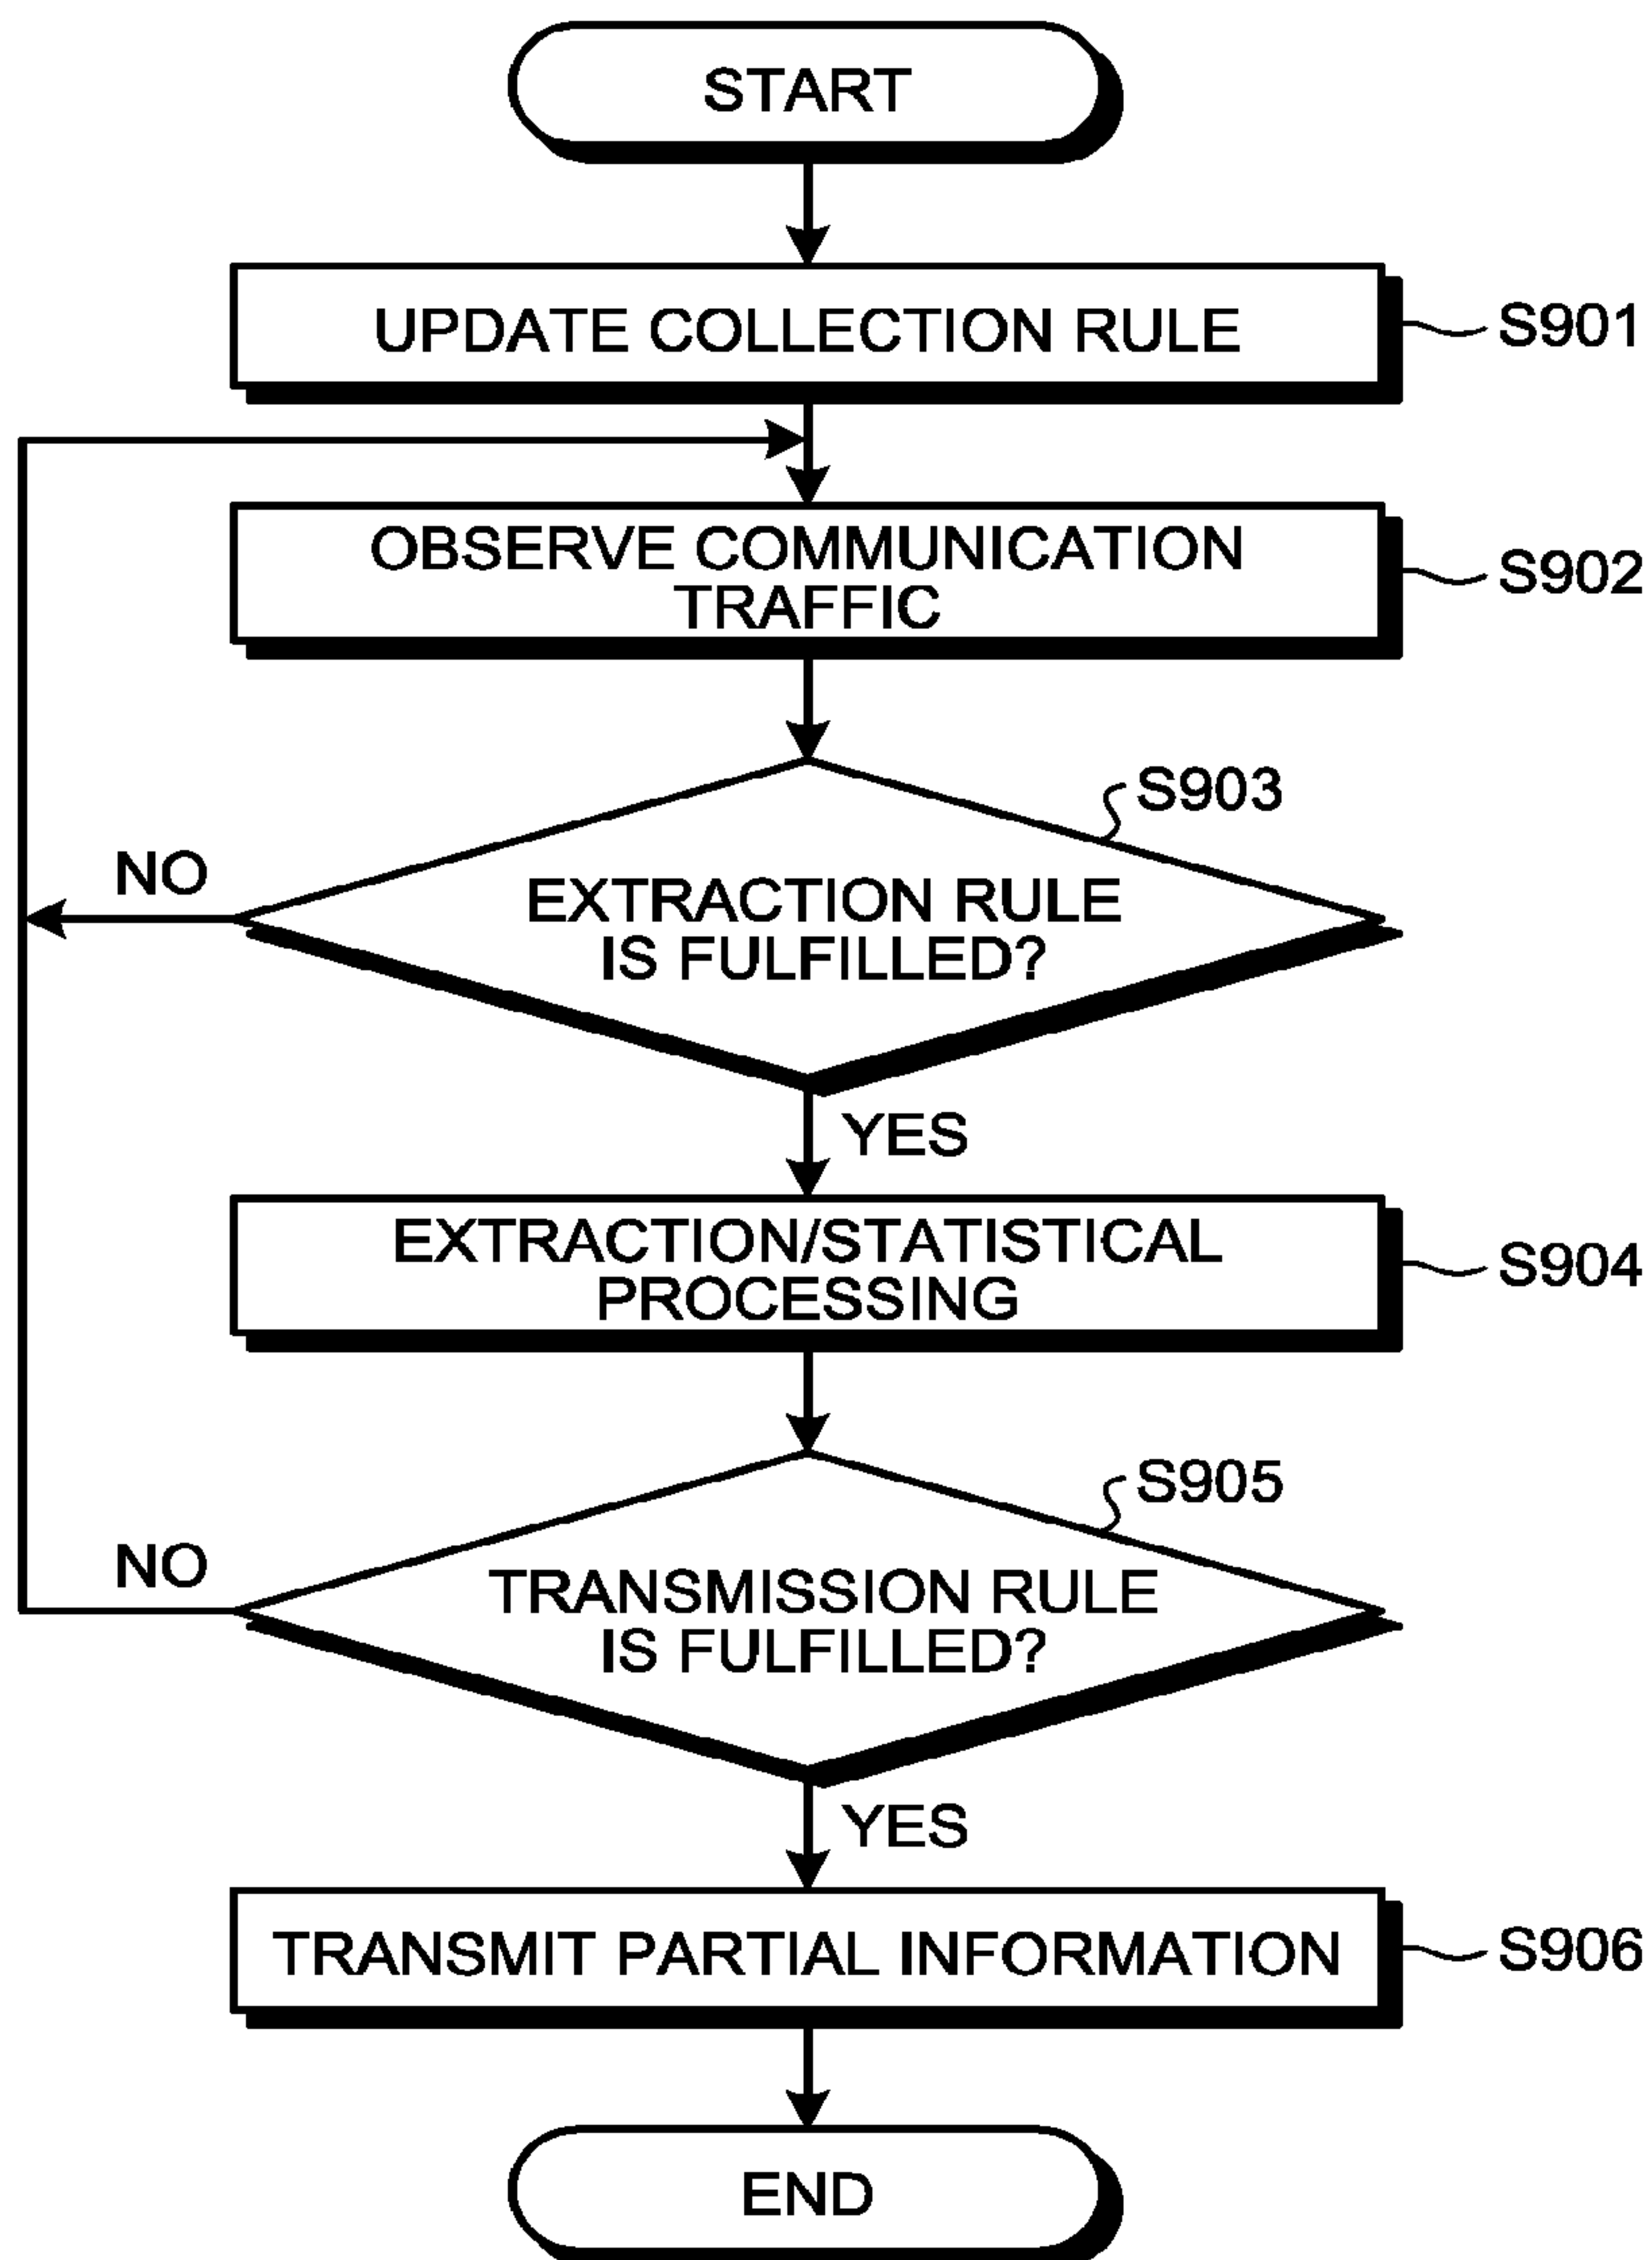 START
UPDATE COLLECTION RULE
S901
OBSERVE COMMUNICATION
TRAFFIC
S902
S903
NO
EXTRACTION RULE
IS FULFILLED?
YES
EXTRACTION/STATISTICAL
PROCESSING
S904
S905
NO
TRANSMISSION RULE
IS FULFILLED?
YES
TRANSMIT PARTIAL INFORMATION
S906
END